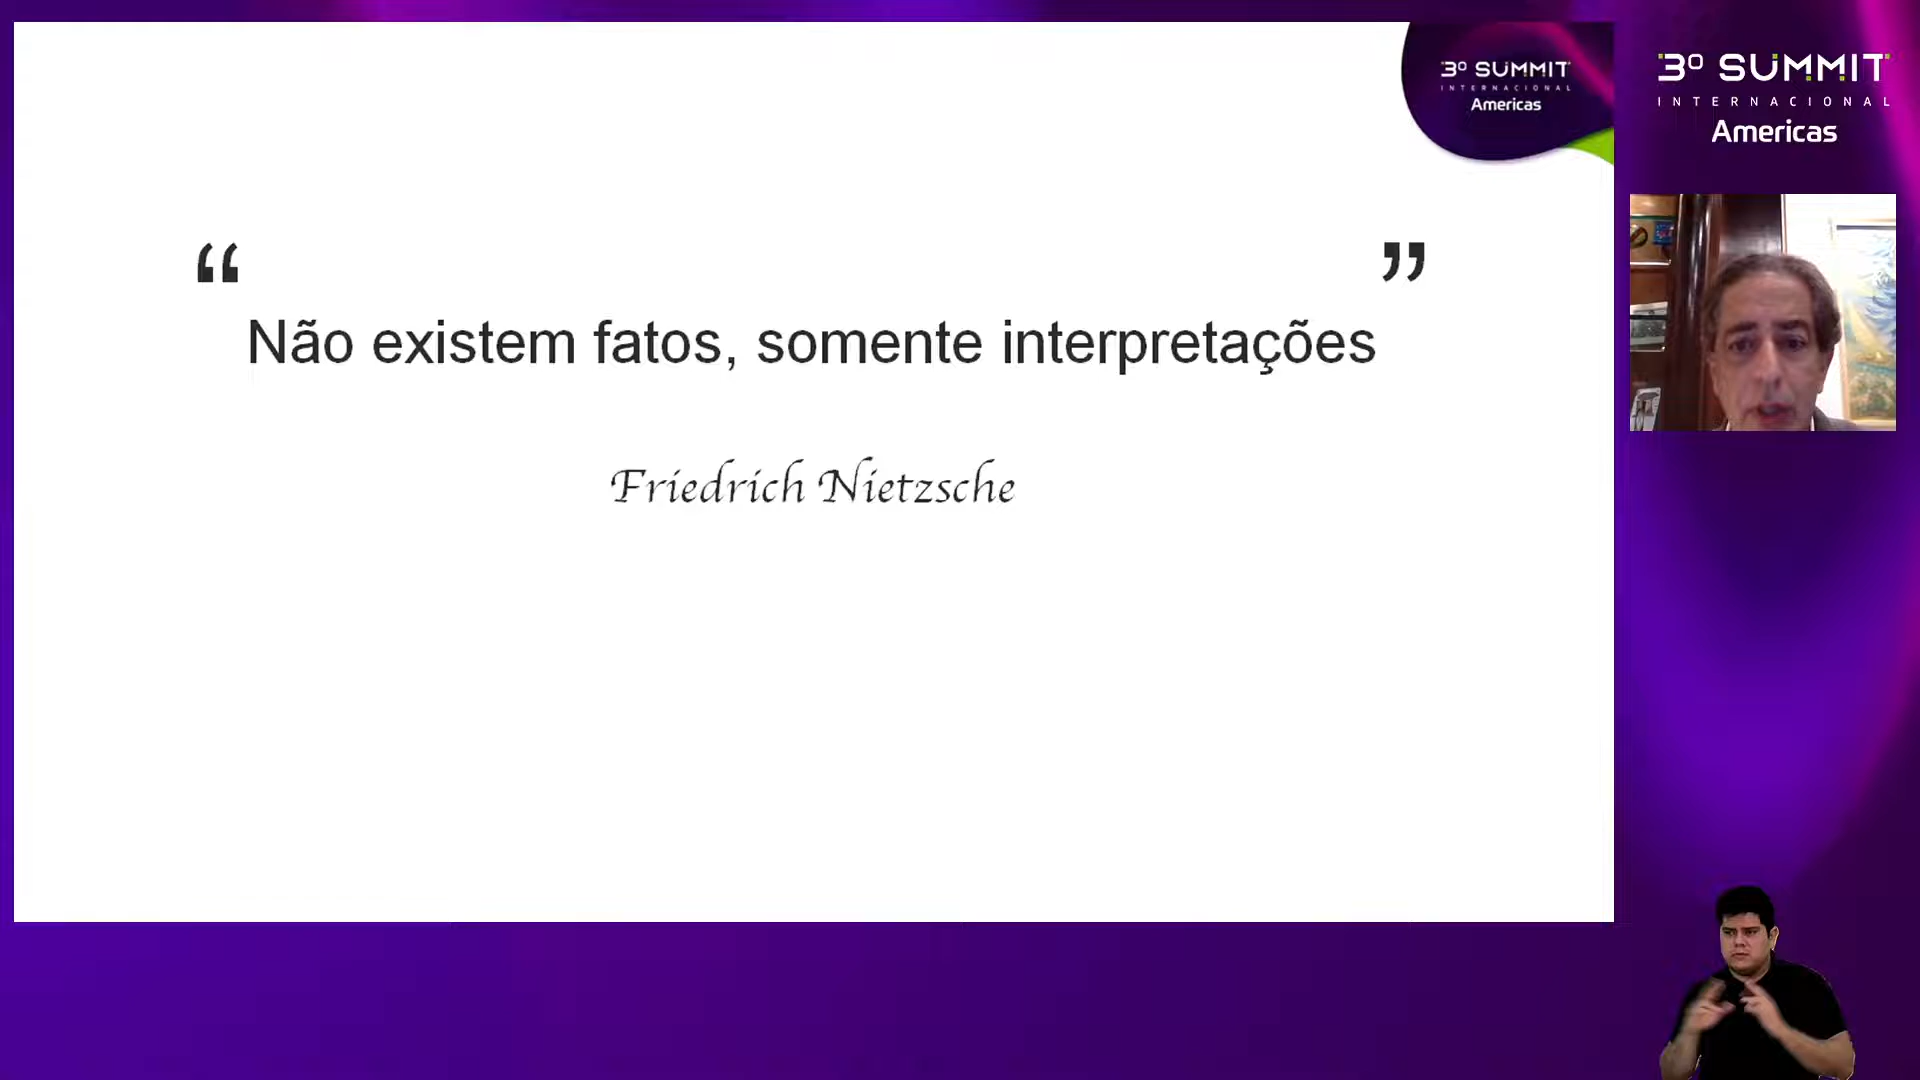 3º SUMMIT
INTERNACIONAL
Americas
3º SUMMIT
INTERNACIONAL
Americas
“ ”
Não existem fatos, somente interpretações
Friedrich Nietzsche